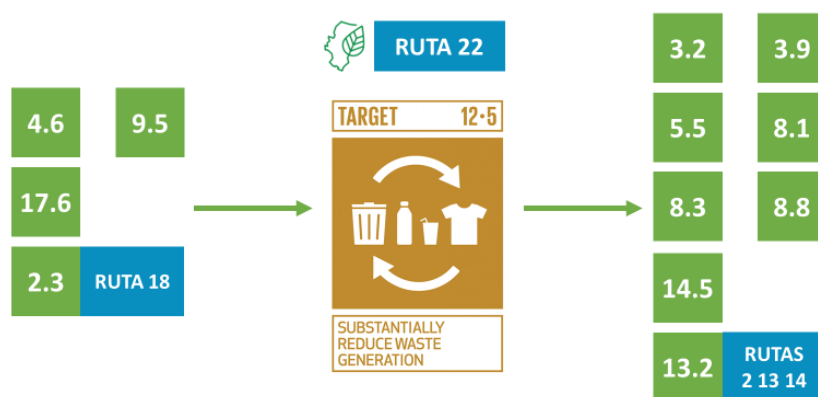 RUTA 22
4.6 9.5
17.6
2.3 RUTA 18
TARGET 12.5
SUBSTANTIALLY
REDUCE WASTE
GENERATION
3.2 3.9
5.5 8.1
8.3 8.8
14.5
13.2 RUTAS
2 13 14